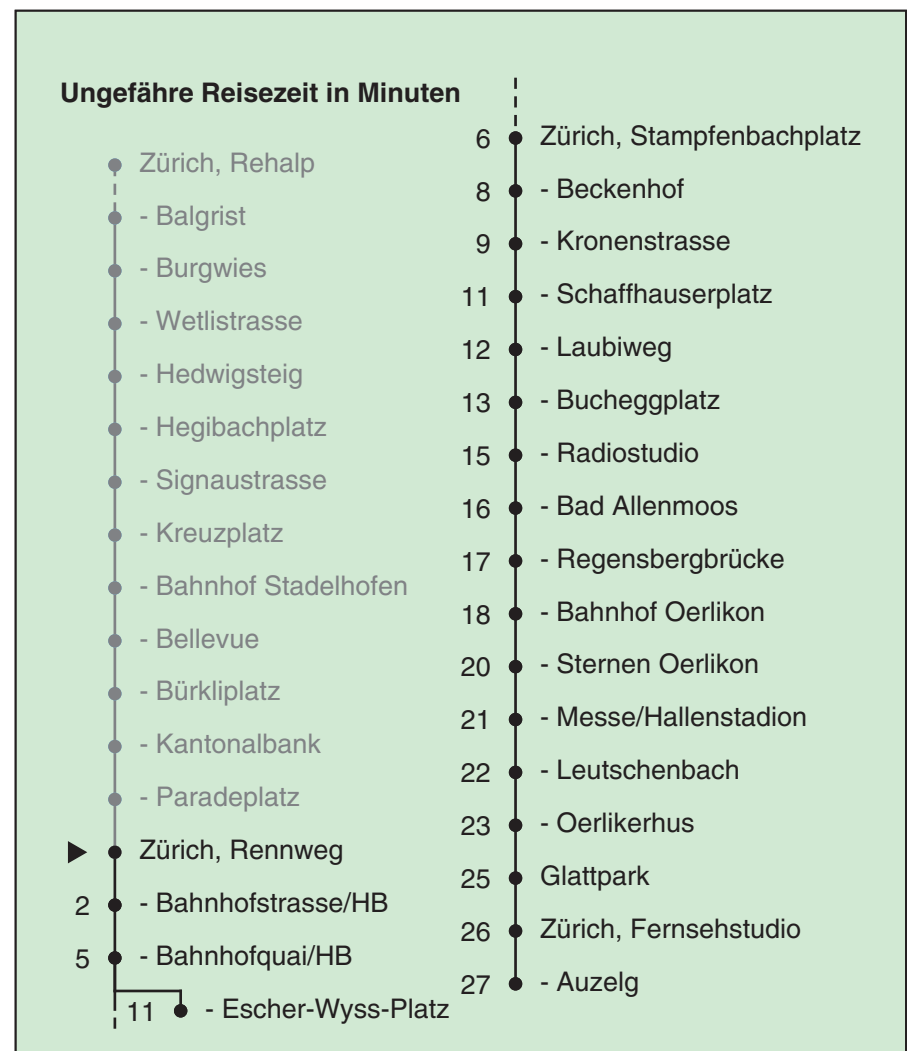 Ungefähre Reisezeit in Minuten
Zürich, Rehalp
- Balgrist
- Burgwies
- Wetlistrasse
- Hedwigsteig
- Hegibachplatz
- Signaustrasse
- Kreuzplatz
- Bahnhof Stadelhofen
- Bellevue
- Bürkliplatz
- Kantonalbank
- Paradeplatz
Zürich, Rennweg
2 - Bahnhofstrasse/HB
5 - Bahnhofquai/HB
11 - Escher-Wyss-Platz
6 Zürich, Stampfenbachplatz
8 - Beckenhof
9 - Kronenstrasse
11 - Schaffhauserplatz
12 - Laubiweg
13 - Bucheggplatz
15 - Radiostudio
16 - Bad Allenmoos
17 - Regensbergbrücke
18 - Bahnhof Oerlikon
20 - Sternen Oerlikon
21 - Messe/Hallenstadion
22 - Leutschenbach
23 - Oerlikerhus
25 Glattpark
26 Zürich, Fernsehstudio
27 - Auzelg